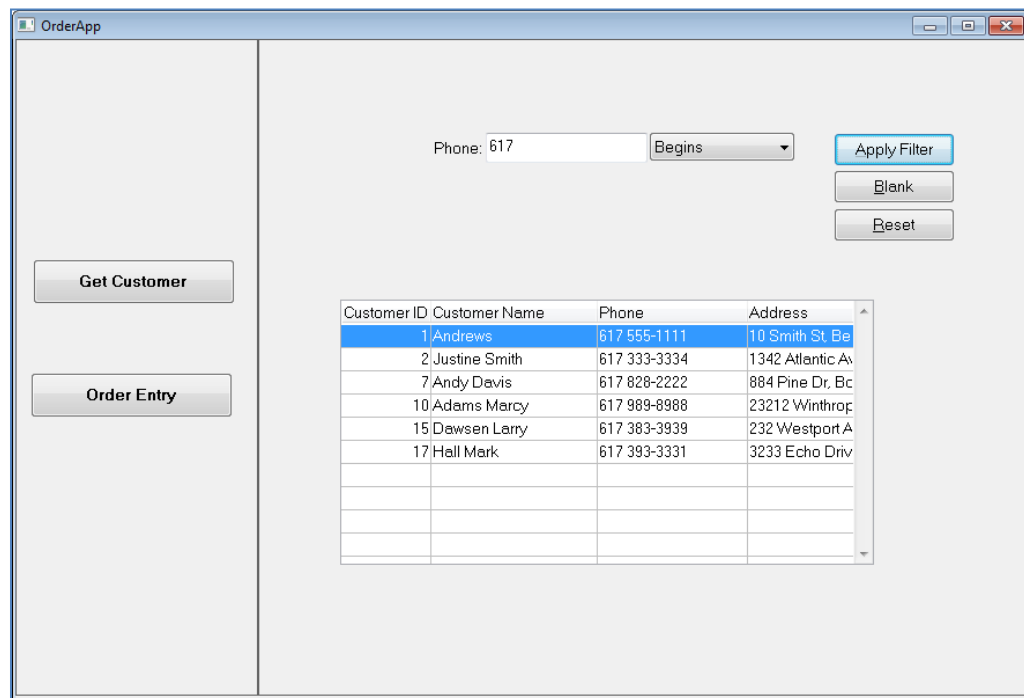 OrderApp
Phone: 617 Begins Apply Filter
Blank
Reset
Get Customer
Order Entry
Customer ID Customer Name Phone Address
1 Andrews 617 555-1111 10 Smith St, Be
2 Justine Smith 617 333-3334 1342 Atlantic Av
7 Andy Davis 617 828-2222 884 Pine Dr, Bo
10 Adams Marcy 617 989-8988 23212 Winthrop
15 Dawsen Larry 617 383-3939 232 Westport A
17 Hall Mark 617 393-3331 3233 Echo Driv